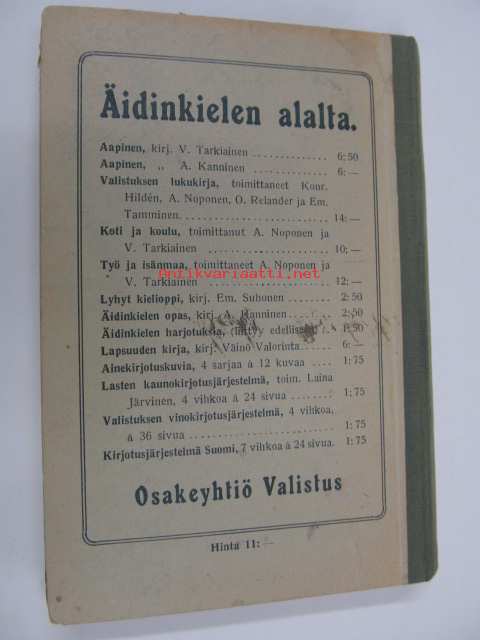 Äidinkielen alalta.
Aapinen, kirj. V. Tarkiainen .............. 6: 50
Aapinen, „ A. Kanninen .............. 6: —
Valistuksen lukukirja, toimittaneet Konr.
Hildén, A. Noponen, O. Relander ja Em.
Tamminen. .............................. 14: —
Koti ja koulu, toimittanut A. Noponen ja
V. Tarkiainen ........................ 10; —
Työ ja isänmaa, toimittaneet A. Noponen ja
V. Tarkiainen ........................ 12; —
Antikvariaatti.net
Lyhyt kielioppi, kirj. Em. Suhonen ....... 2: 50
Äidinkielen opas, kirj. A. Kanninen ....... 2: 50
Äidinkielen harjotuksia, (liittyy edelliseen) .. 1: 50
Lapsuuden kirja, kirj. Väinö Valorinta ...... 6: —
Ainekirjotuskuvia, 4 sarjaa à 12 kuvaa .... 1: 75
Lasten kaunokirjotusjärjestelmä, toim. Laina
Järvinen, 4 vihkoa à 24 sivua ........ 1; 75
Valistuksen vinokirjotusjärjestelmä, 4 vihkoa,
à 36 sivua .............................. 1: 75
Kirjotusjärjestelmä Suomi, 7 vihkoa à 24 sivua. 1: 75
Osakeyhtiö Valistus
Hinta 11: —